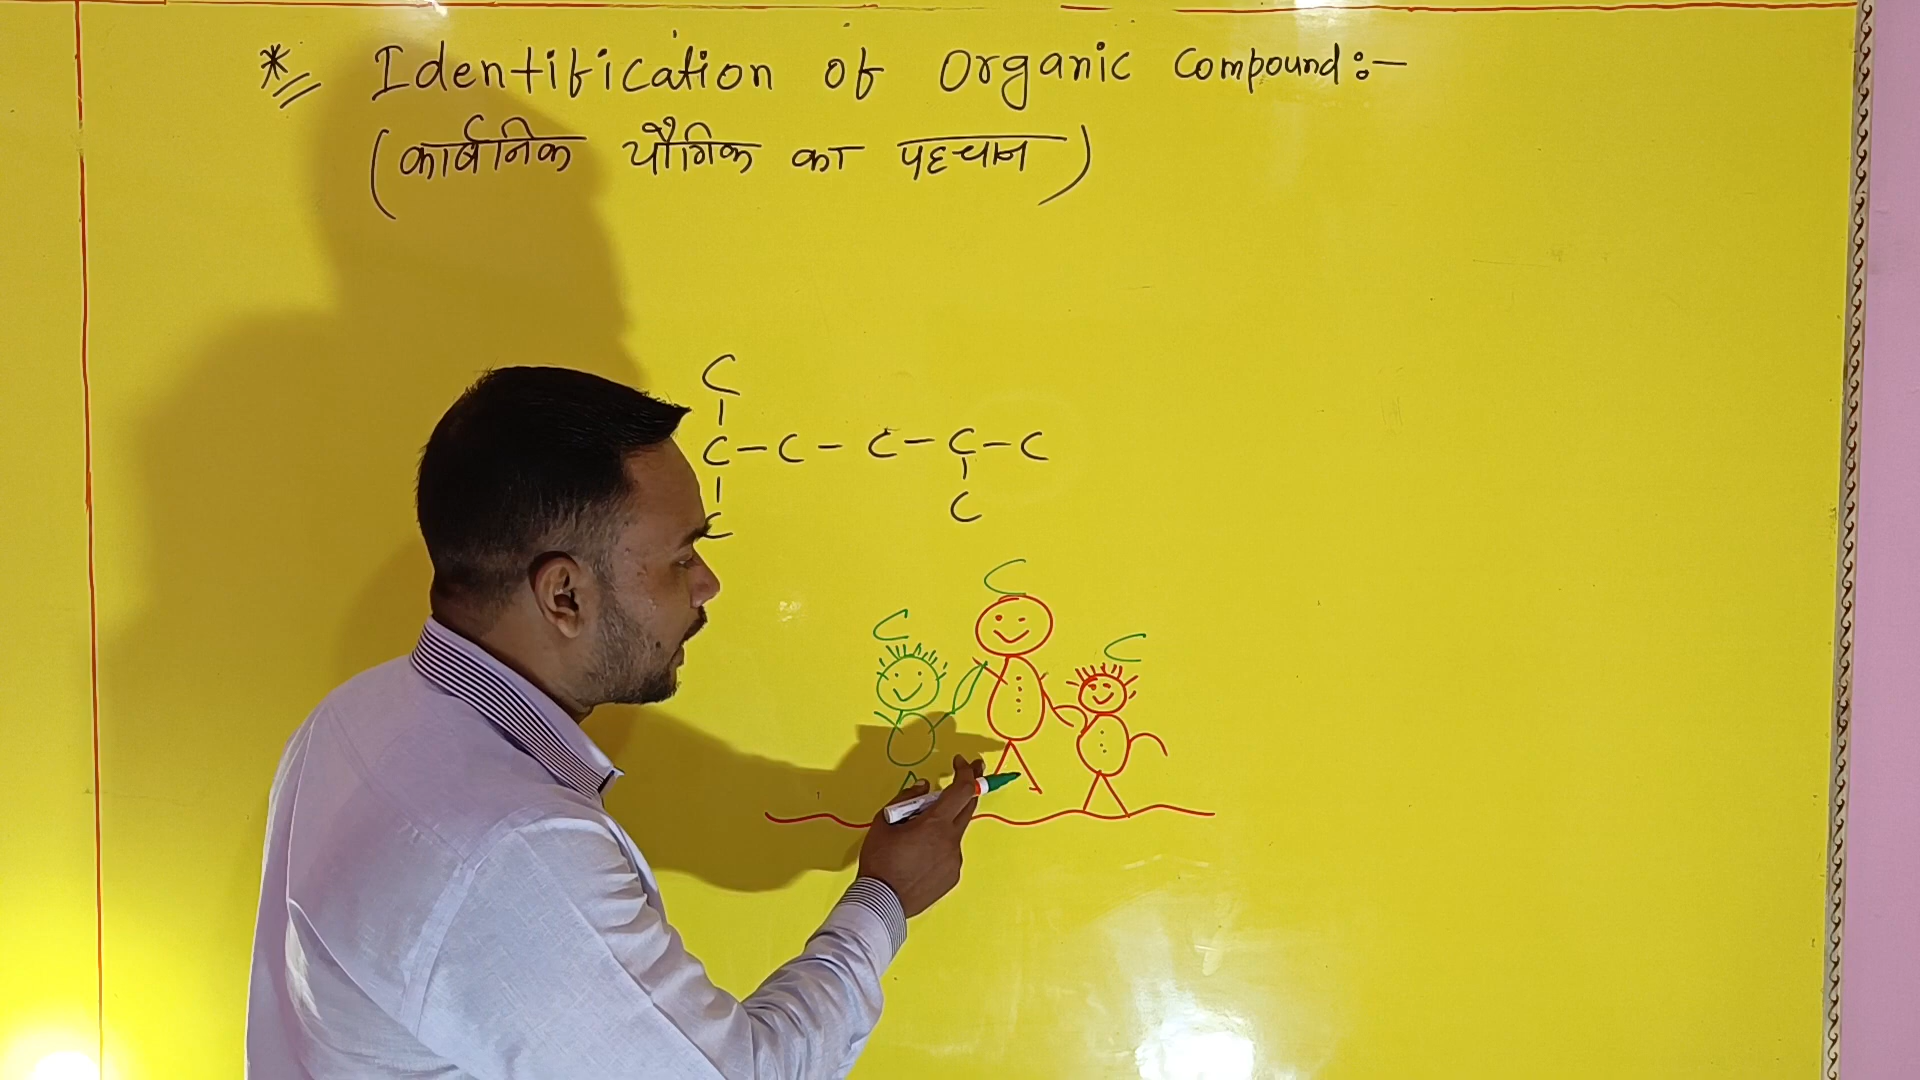 * Identification of Organic Compound:-
(कार्बनिक यौगिक का पहचान)
C
C-C-C-C-C
C C
C
C C